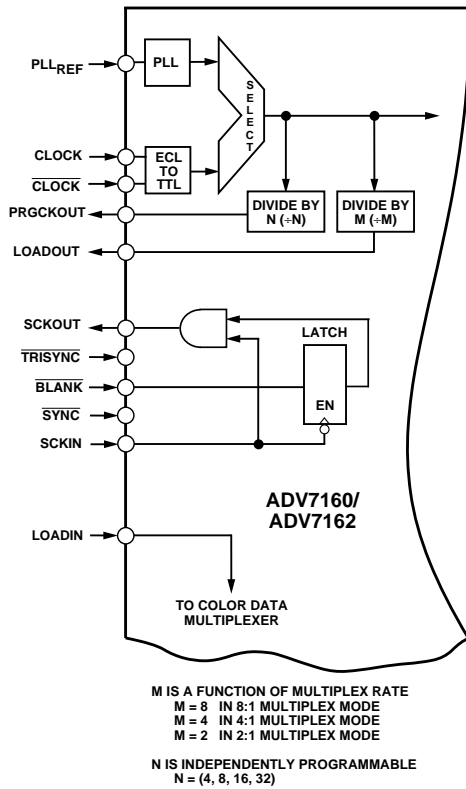 PLLREF
PLL
SELECT
CLOCK
CLOCK
ECL
TO
TTL
PRGCKOUT
DIVIDE BY
N (÷N)
DIVIDE BY
M (÷M)
LOADOUT
SCKOUT
LATCH
TRISYNC
BLANK
EN
SYNC
SCKIN
ADV7160/
ADV7162
LOADIN
TO COLOR DATA
MULTIPLEXER
M IS A FUNCTION OF MULTIPLEX RATE
M = 8 IN 8:1 MULTIPLEX MODE
M = 4 IN 4:1 MULTIPLEX MODE
M = 2 IN 2:1 MULTIPLEX MODE
N IS INDEPENDENTLY PROGRAMMABLE
N = (4, 8, 16, 32)